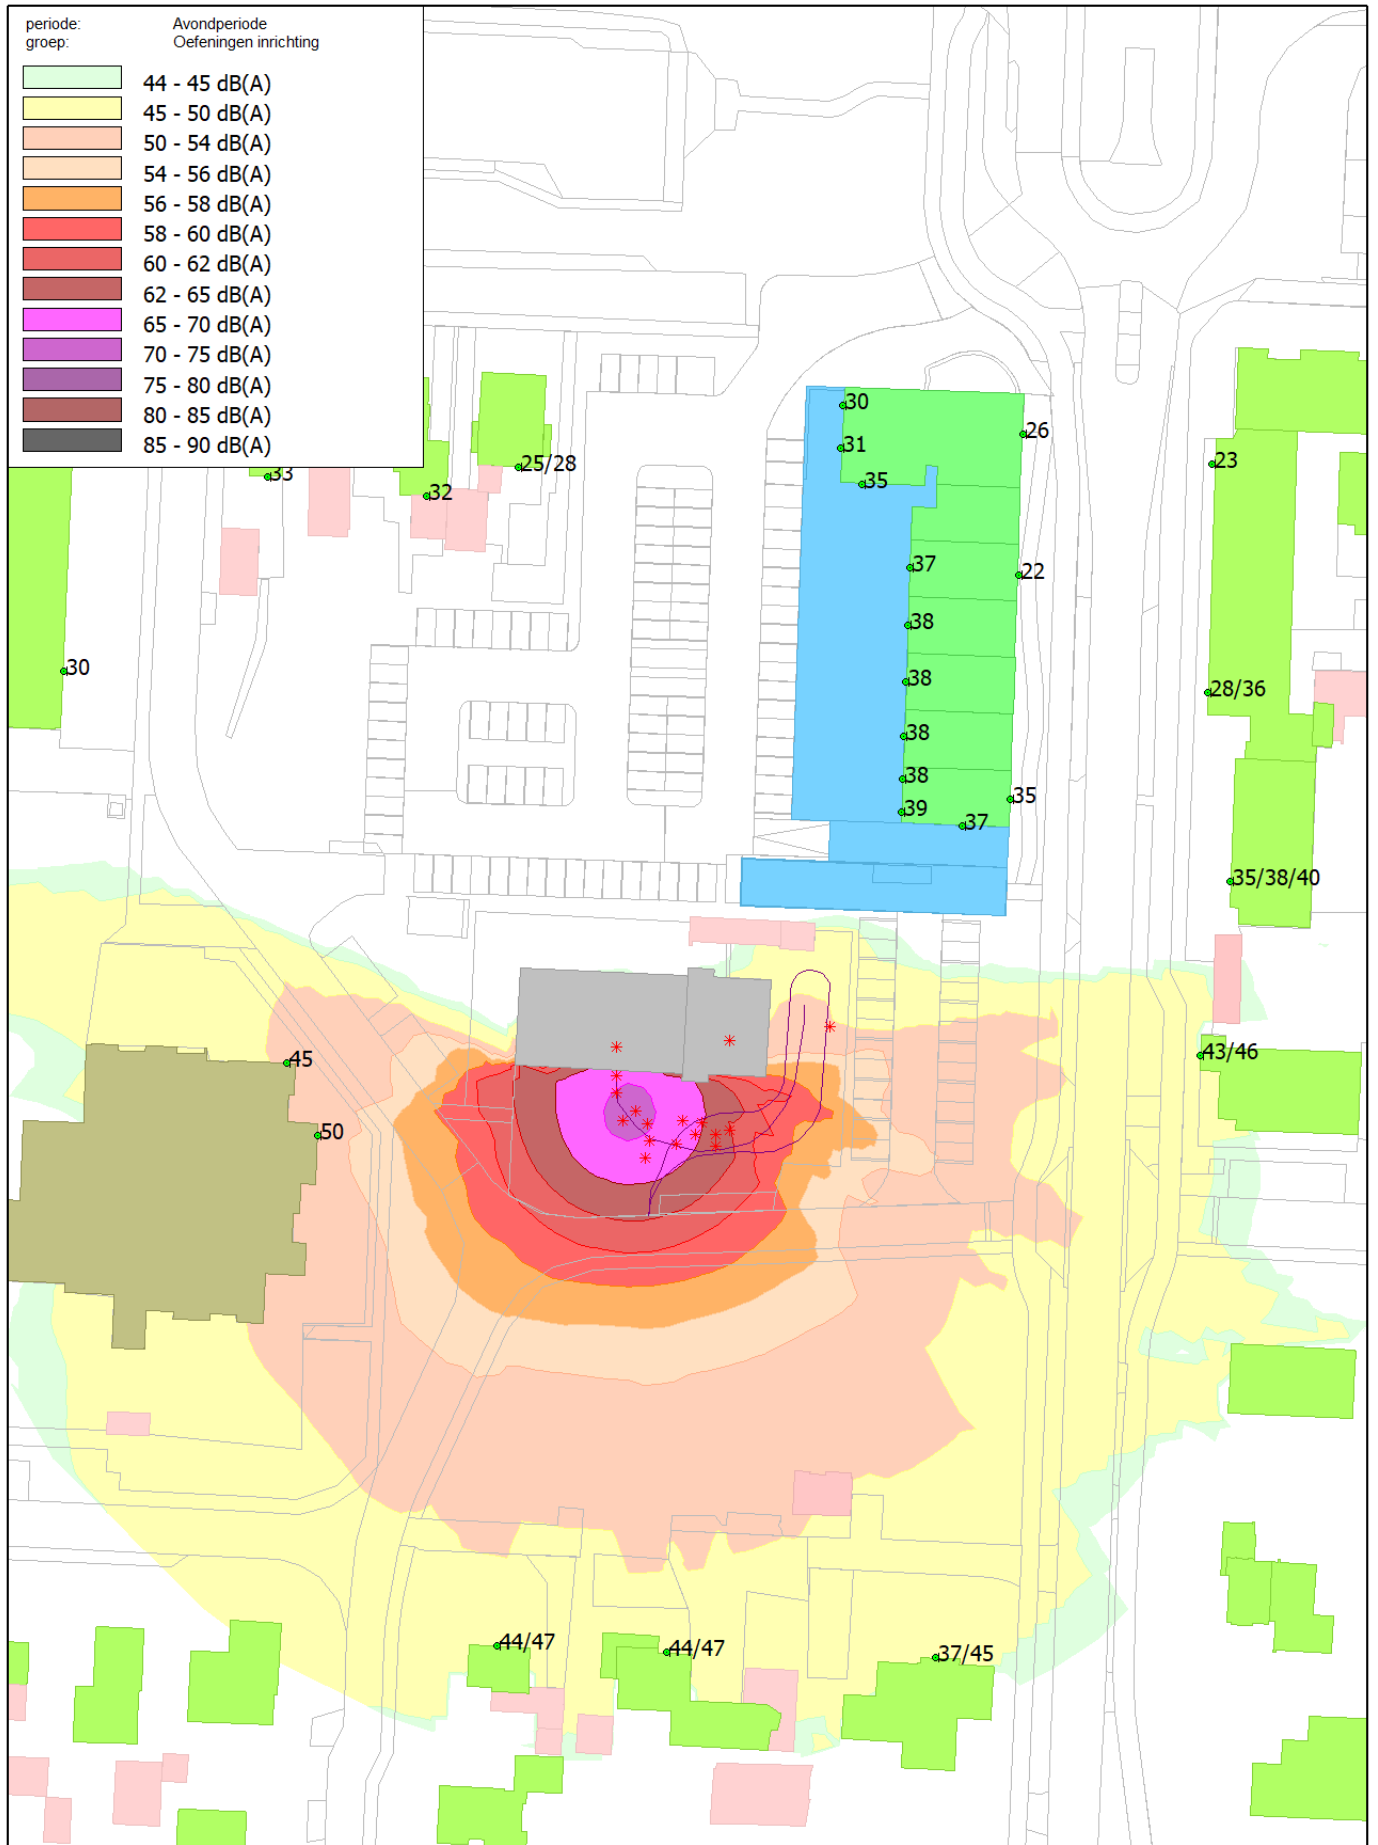 periode: Avondperiode
groep: Oefeningen inrichting
44 - 45 dB(A)
45 - 50 dB(A)
50 - 54 dB(A)
54 - 56 dB(A)
56 - 58 dB(A)
58 - 60 dB(A)
60 - 62 dB(A)
62 - 65 dB(A)
65 - 70 dB(A)
70 - 75 dB(A)
75 - 80 dB(A)
80 - 85 dB(A)
85 - 90 dB(A)
30
26
31
23
25/28
33
35
32
37
22
38
30
38
28/36
38
38
35
39
37
35/38/40
45
43/46
50
44/47
44/47
37/45